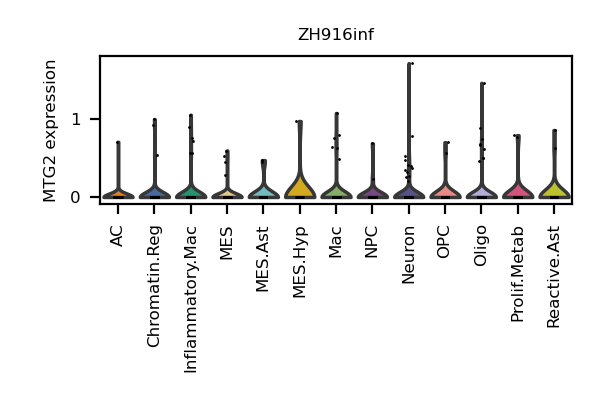 ZH916inf
MTG2 expression
1
0
AC
Chromatin.Reg
Inflammatory.Mac
MES
MES.Ast
MES.Hyp
Mac
NPC
Neuron
OPC
Oligo
Prolif.Metab
Reactive.Ast